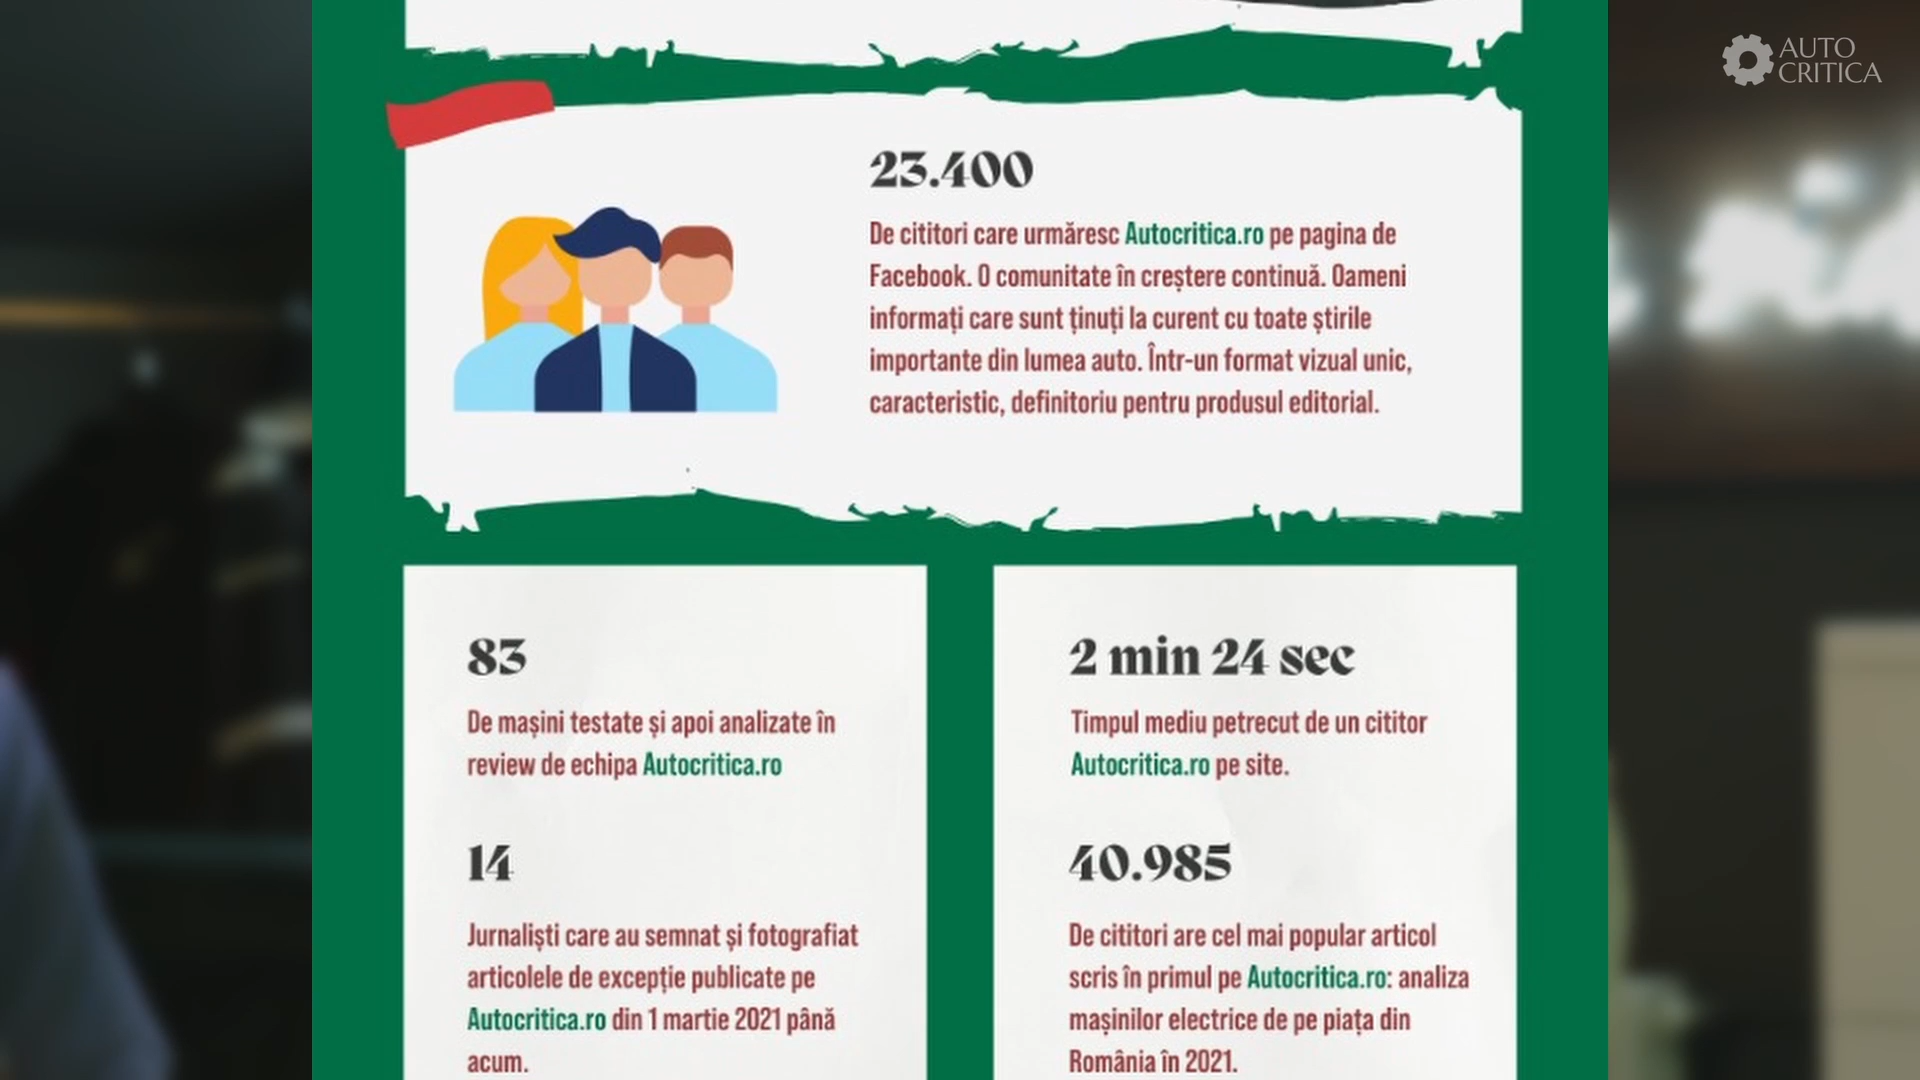 AUTO
CRITICA
23.400
De cititori care urmăresc Autocritica.ro pe pagina de
Facebook. O comunitate în creștere continuă. Oameni
informați care sunt ținuți la curent cu toate știrile
importante din lumea auto. Într-un format vizual unic,
caracteristic, definitoriu pentru produsul editorial.
83
De mașini testate și apoi analizate în
review de echipa Autocritica.ro
14
Jurnaliști care au semnat și fotografiat
articolele de excepție publicate pe
Autocritica.ro din 1 martie 2021 până
acum.
2 min 24 sec
Timpul mediu petrecut de un cititor
Autocritica.ro pe site.
40.985
De cititori are cel mai popular articol
scris în primul pe Autocritica.ro: analiza
mașinilor electrice de pe piața din
România în 2021.